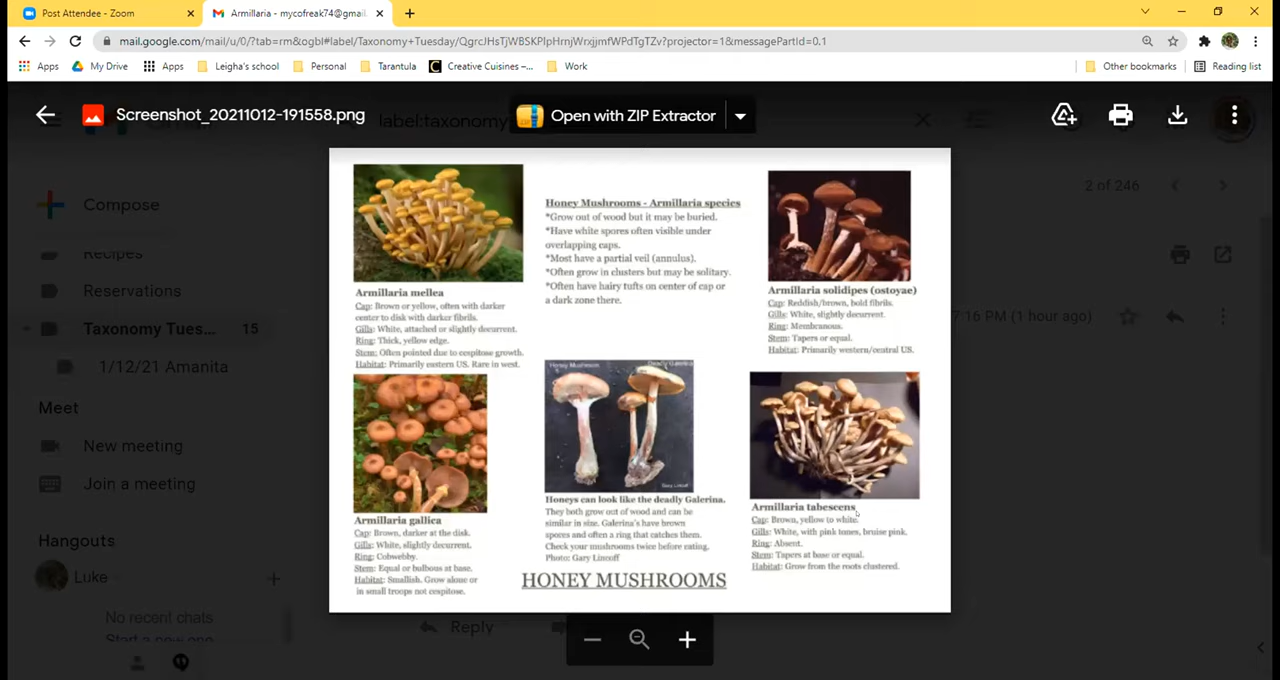 Post Attendee - Zoom
Armillaria - mycofreak74@gmail.
mail.google.com/mail/u/0/?tab=rm&ogbl#label/Taxonomy+Tuesday/QgrcJHsTjWBSKPlpHrnjWrxjjmfWPdTgTZv?projector=1&messagePartId=0.1
Apps
My Drive
Apps
Leigha's school
Personal
Tarantula
Creative Cuisines –...
Work
Other bookmarks
Reading list
Screenshot_20211012-191558.png
label:taxonomy
Open with ZIP Extractor
Compose
2 of 246
Recipes
Reservations
Taxonomy Tues... 15
1/12/21 Amanita
Meet
New meeting
Join a meeting
Hangouts
Luke
No recent chats
Start a new one
7:16 PM (1 hour ago)
Reply
Armillaria mellea
Cap: Brown or yellow, often with darker
center to disk with darker fibrils.
Gills: White, attached or slightly decurrent.
Ring: Thick, yellow edge.
Stem: Often pointed due to cespitose growth.
Habitat: Primarily eastern US. Rare in west.
Armillaria gallica
Cap: Brown, darker at the disk.
Gills: White, slightly decurrent.
Ring: Cobwebby.
Stem: Equal or bulbous at base.
Habitat: Smallish. Grow alone or
in small troops not cespitose.
Honey Mushrooms - Armillaria species
*Grow out of wood but it may be buried.
*Have white spores often visible under
overlapping caps.
*Most have a partial veil (annulus).
*Often grow in clusters but may be solitary.
*Often have hairy tufts on center of cap or
a dark zone there.
Honey Mushroom
Deadly Galerina
Gary Lincoff
Honeys can look like the deadly Galerina.
They both grow out of wood and can be
similar in size. Galerina's have brown
spores and often a ring that catches them.
Check your mushrooms twice before eating.
Photo: Gary Lincoff
HONEY MUSHROOMS
Armillaria solidipes (ostoyae)
Cap: Reddish/brown, bold fibrils.
Gills: White, slightly decurrent.
Ring: Membranous.
Stem: Tapers or equal.
Habitat: Primarily western/central US.
Armillaria tabescens
Cap: Brown, yellow to white.
Gills: White, with pink tones, bruise pink.
Ring: Absent.
Stem: Tapers at base or equal.
Habitat: Grow from the roots clustered.